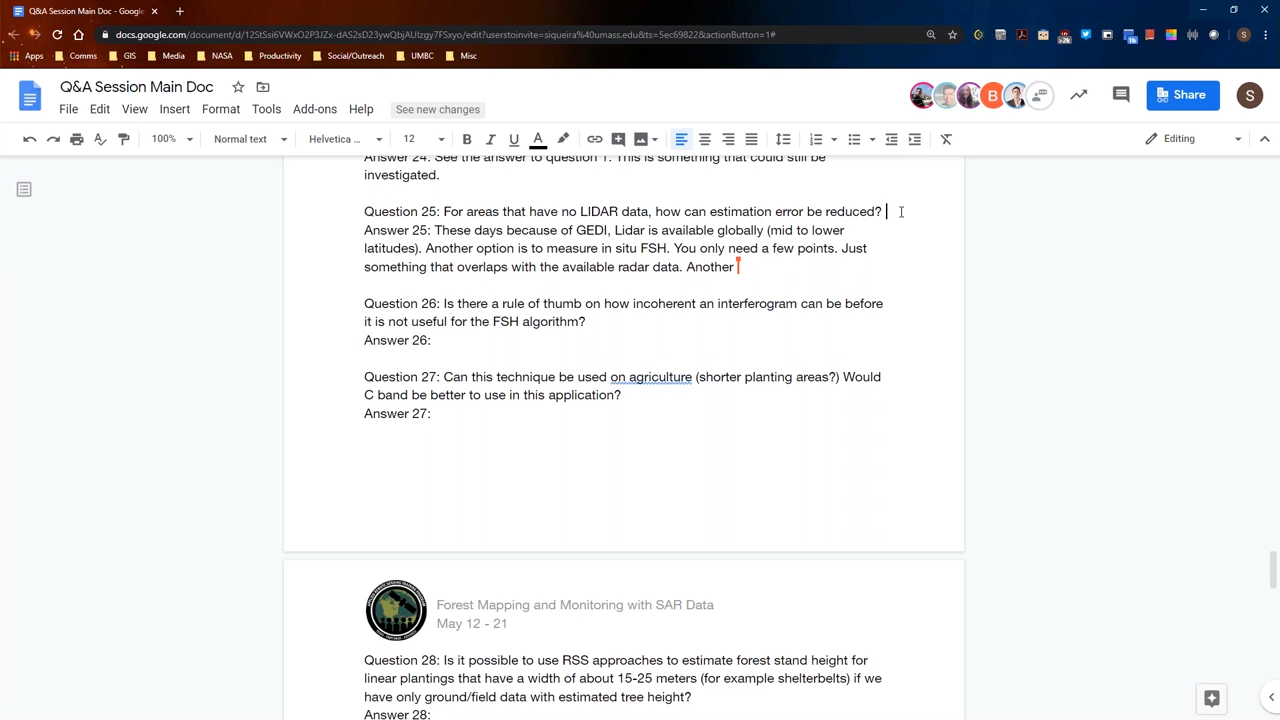 Q&A Session Main Doc - Google
docs.google.com/document/d/12StSsi6VWxO2P3JZx-dAS2sD23ywQbjAUlzgy7FSxyo/edit?userstoinvite=siqueira%40umass.edu&ts=5ec69822&actionButton=1#
Apps Comms GIS Media NASA Productivity Social/Outreach UMBC Misc
Q&A Session Main Doc
File Edit View Insert Format Tools Add-ons Help See new changes
B Share S
100% Normal text Helvetica ... 12 B I U A Editing
Answer 24: See the answer to question 1. This is something that could still be
investigated.
Question 25: For areas that have no LIDAR data, how can estimation error be reduced?
Answer 25: These days because of GEDI, Lidar is available globally (mid to lower
latitudes). Another option is to measure in situ FSH. You only need a few points. Just
something that overlaps with the available radar data. Another
Question 26: Is there a rule of thumb on how incoherent an interferogram can be before
it is not useful for the FSH algorithm?
Answer 26:
Question 27: Can this technique be used on agriculture (shorter planting areas?) Would
C band be better to use in this application?
Answer 27:
Forest Mapping and Monitoring with SAR Data
May 12 - 21
Question 28: Is it possible to use RSS approaches to estimate forest stand height for
linear plantings that have a width of about 15-25 meters (for example shelterbelts) if we
have only ground/field data with estimated tree height?
Answer 28: